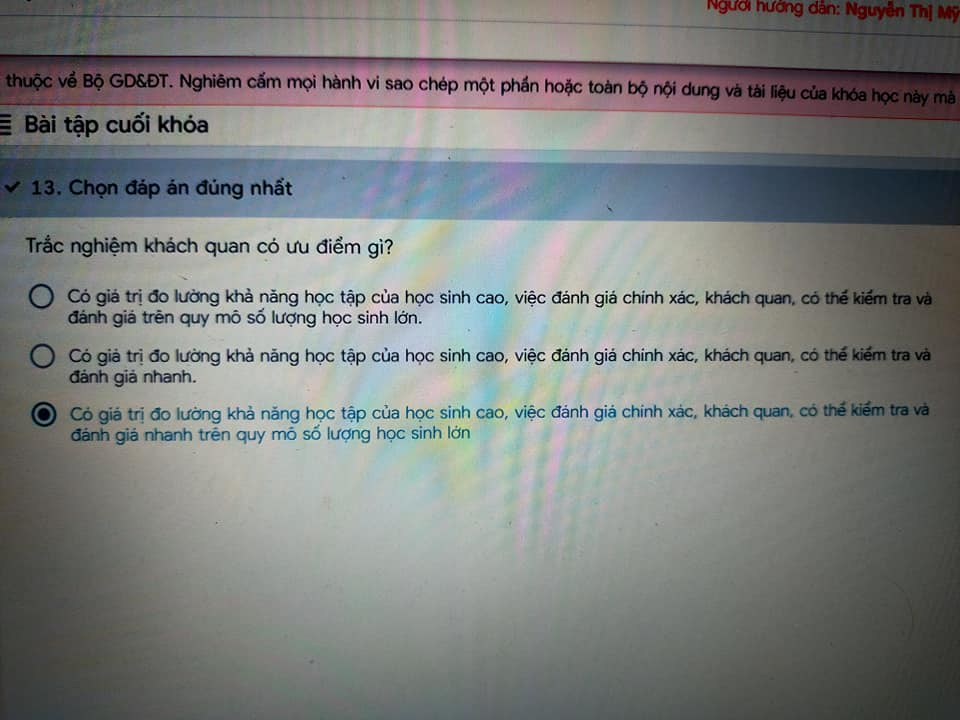 Người hướng dẫn: Nguyễn Thị Mỹ
thuộc về Bộ GD&ĐT. Nghiêm cấm mọi hành vi sao chép một phần hoặc toàn bộ nội dung và tài liệu của khóa học này mà
Bài tập cuối khóa
13. Chọn đáp án đúng nhất
Trắc nghiệm khách quan có ưu điểm gì?
Có giá trị đo lường khả năng học tập của học sinh cao, việc đánh giá chính xác, khách quan, có thể kiểm tra và
đánh giá trên quy mô số lượng học sinh lớn.
Có giá trị đo lường khả năng học tập của học sinh cao, việc đánh giá chính xác, khách quan, có thể kiểm tra và
đánh giá nhanh.
Có giá trị đo lường khả năng học tập của học sinh cao, việc đánh giá chính xác, khách quan, có thể kiểm tra và
đánh giá nhanh trên quy mô số lượng học sinh lớn